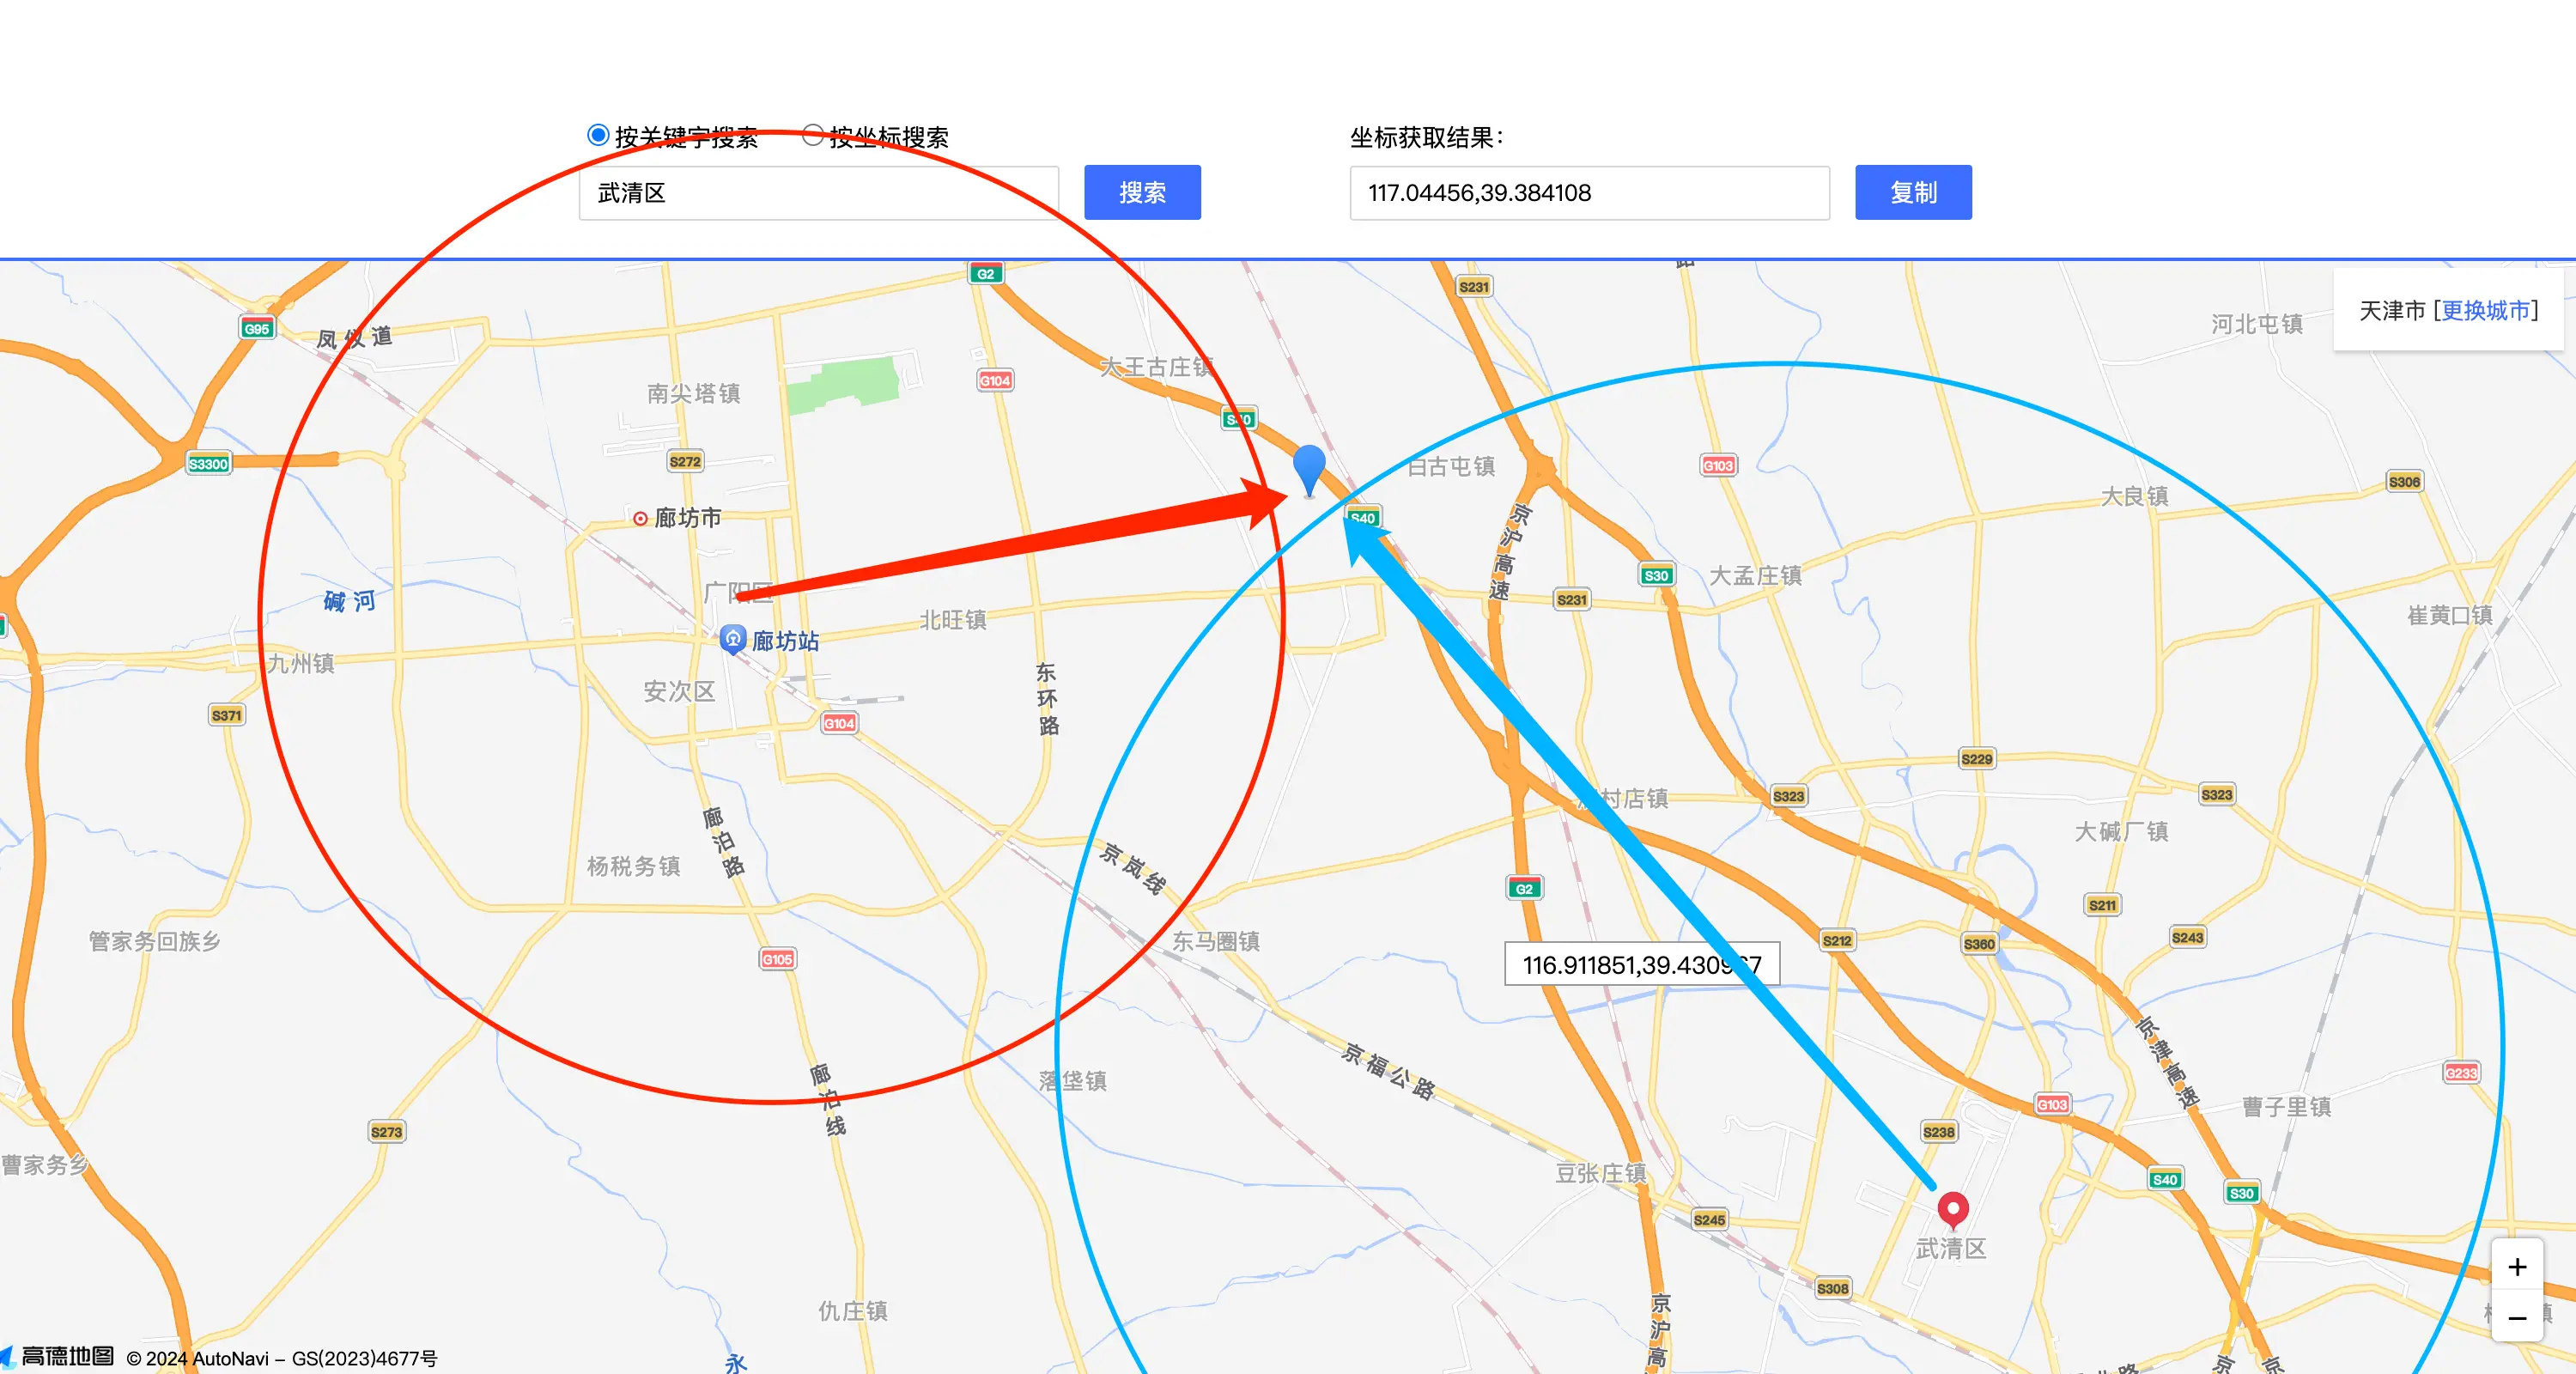 按关键字搜索
按坐标搜索
坐标获取结果：
武清区
搜索
117.04456,39.384108
复制
天津市 [更换城市]
G2
S231
G95
凤仪道
河北屯镇
大王古庄镇
G104
南尖塔镇
S40
S272
S3300
白古屯镇
G103
S306
大良镇
廊坊市
S40
京沪高速
S30
大孟庄镇
广阳区
碱河
S231
北旺镇
崔黄口镇
廊坊站
九州镇
安次区
东环路
S371
G104
S229
S323
S323
村店镇
廊泊路
大碱厂镇
杨税务镇
京岚线
G2
S211
管家务回族乡
东马圈镇
S212
S360
S243
G105
116.911851,39.430967
京津高速
京福公路
廊泊线
落垡镇
G233
G103
曹子里镇
S273
S238
曹家务乡
豆张庄镇
S40
S30
S245
武清区
S308
仇庄镇
京沪高
永
京
京
路
镇
+
−
高德地图 © 2024 AutoNavi – GS(2023)4677号